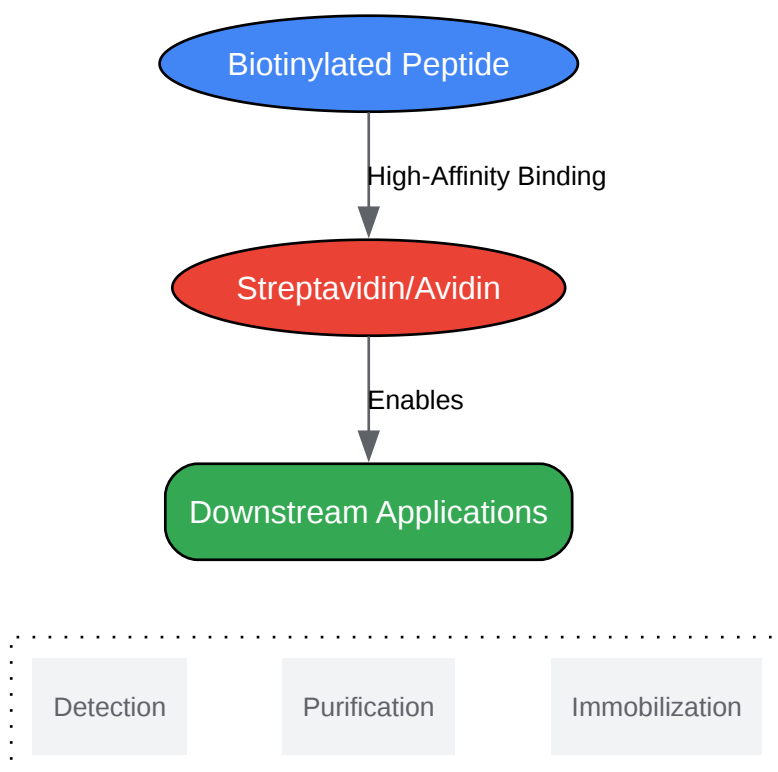 Biotinylated Peptide
High-Affinity Binding
Streptavidin/Avidin
Enables
Downstream Applications
Detection
Purification
Immobilization